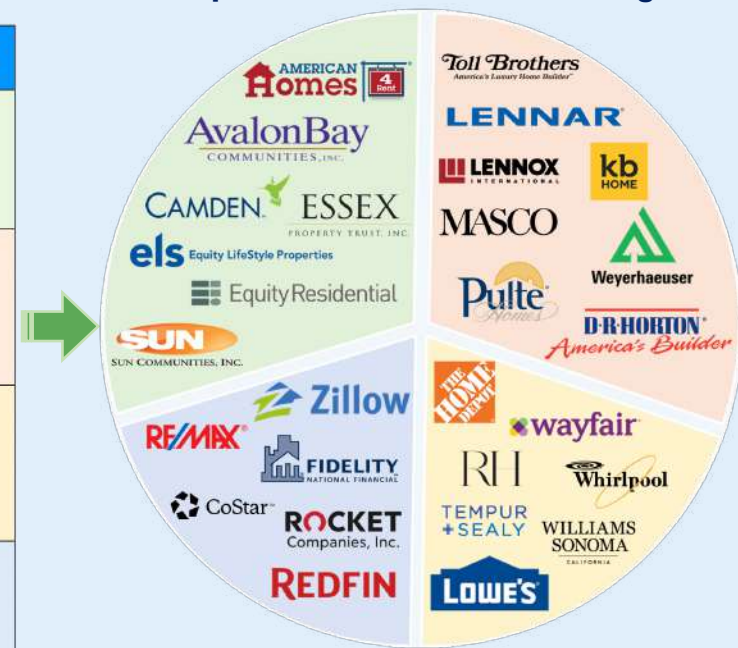 AMERICAN
Homes 4 Rent
AvalonBay
COMMUNITIES, INC.
CAMDEN
ESSEX
PROPERTY TRUST, INC.
els Equity LifeStyle Properties
Equity Residential
SUN
SUN COMMUNITIES, INC.
Toll Brothers
America's Luxury Home Builder
LENNAR
LENNOX
INTERNATIONAL
kb
HOME
MASCO
Weyerhaeuser
Pulte
Homes
D·R·HORTON
America's Builder
Zillow
RE/MAX
FIDELITY
NATIONAL FINANCIAL
CoStar
ROCKET
Companies, Inc.
REDFIN
THE
HOME
DEPOT
wayfair
RH
Whirlpool
TEMPUR
+SEALY
WILLIAMS
SONOMA
CALIFORNIA
LOWE'S